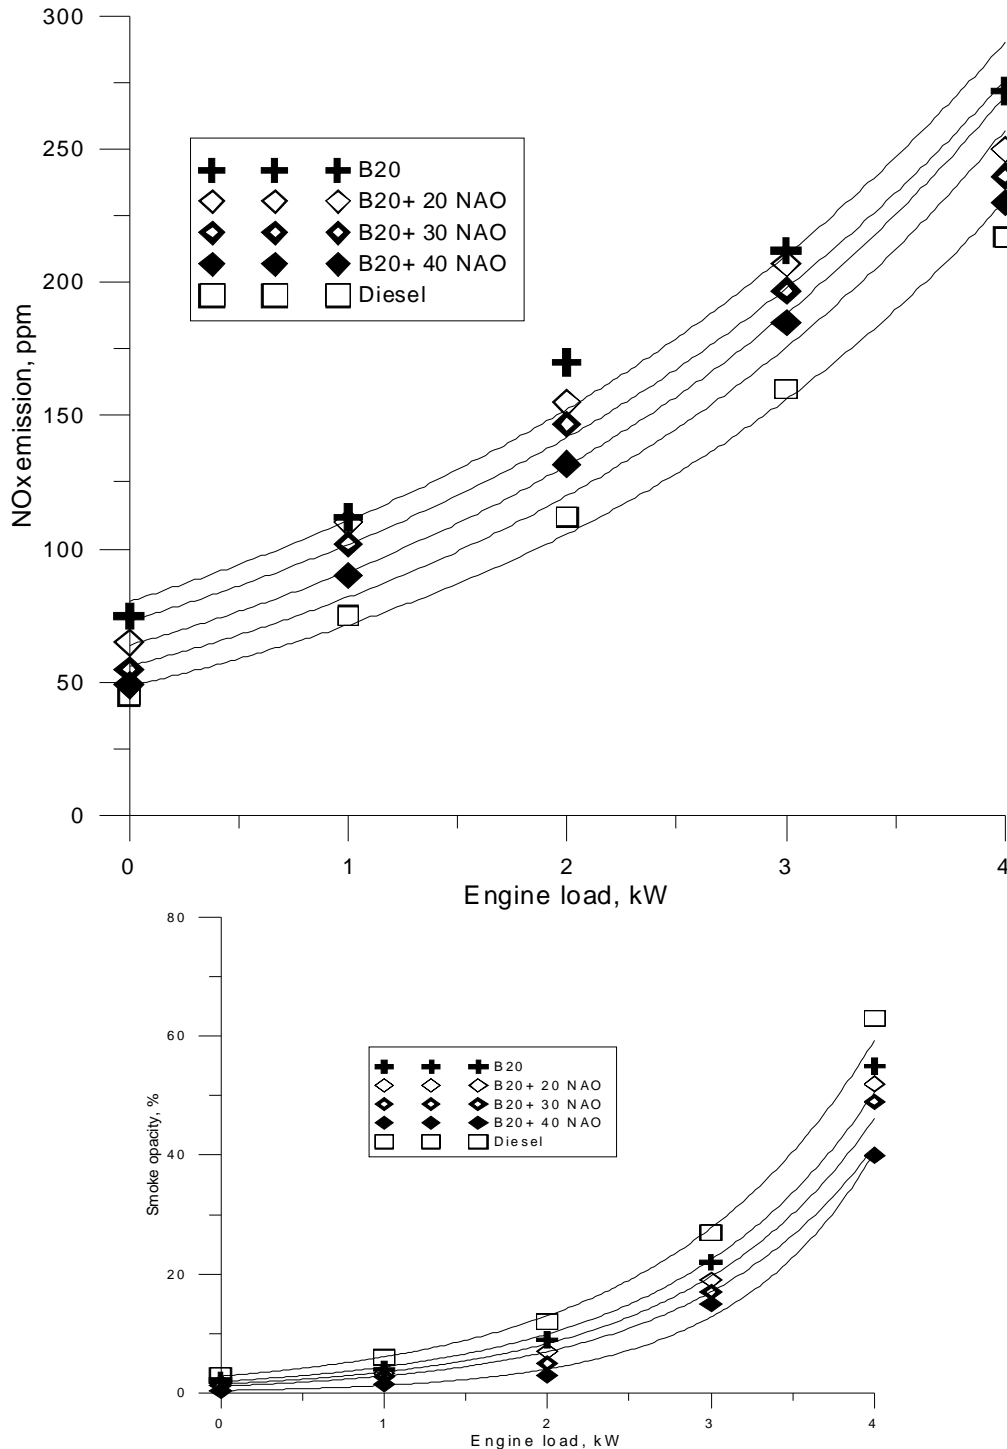 300
250
200
150
100
50
0
NOx emission, ppm
B20
B20+ 20 NAO
B20+ 30 NAO
B20+ 40 NAO
Diesel
0 1 2 3 4
Engine load, kW
80
60
40
20
0
Smoke opacity, %
B20
B20+ 20 NAO
B20+ 30 NAO
B20+ 40 NAO
Diesel
0 1 2 3 4
Engine load, kW